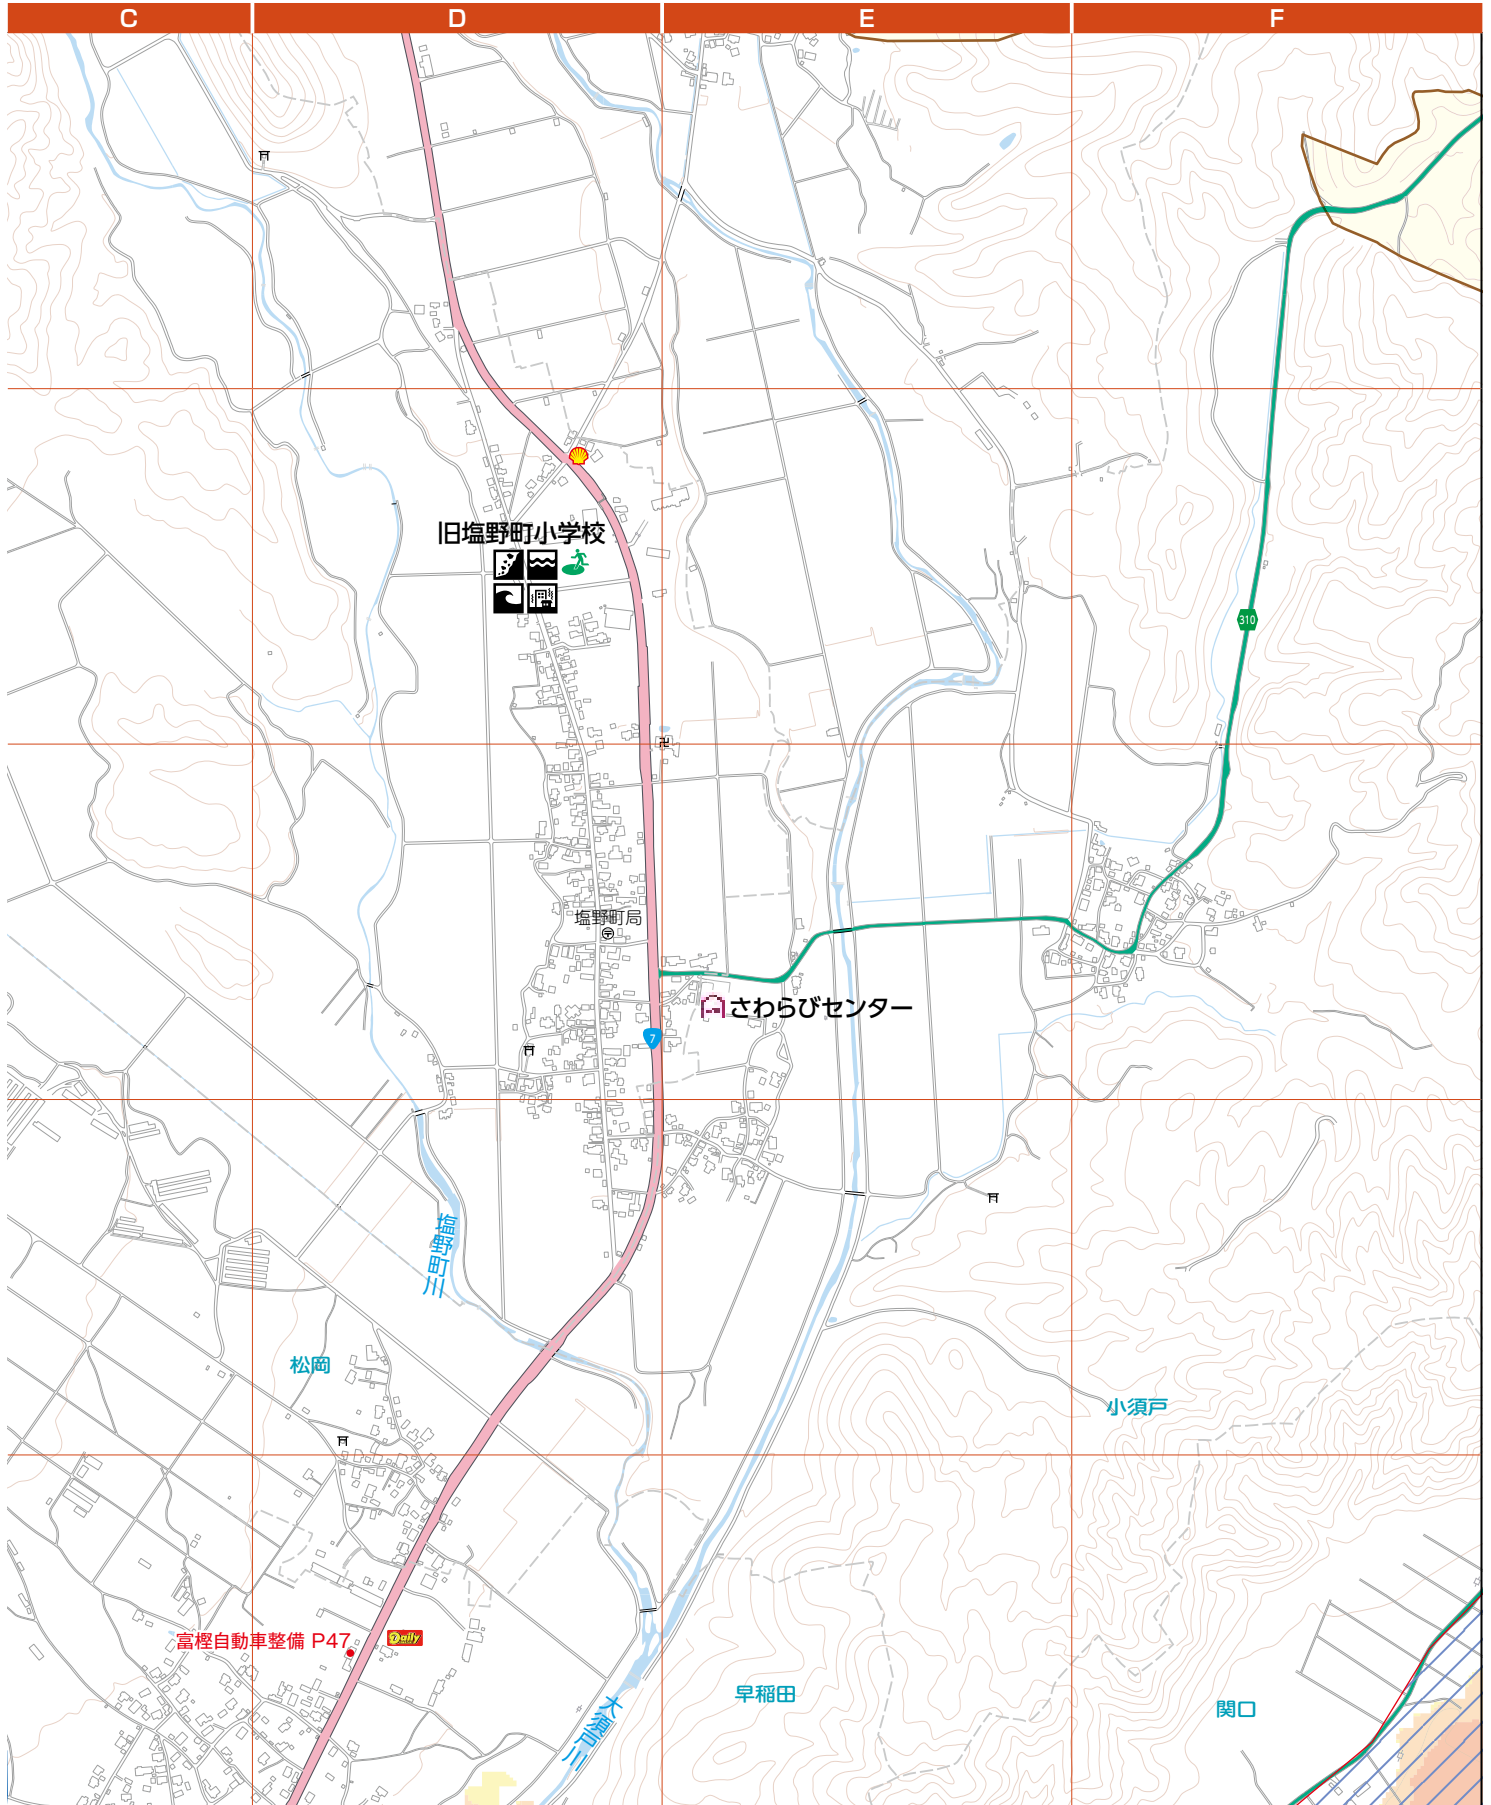 C D E F
旧塩野町小学校
310
塩野町局
さわらびセンター
7
塩野町川
松岡
小須戸
富樫自動車整備 P47
Daily
早稲田
関口
大須戸川